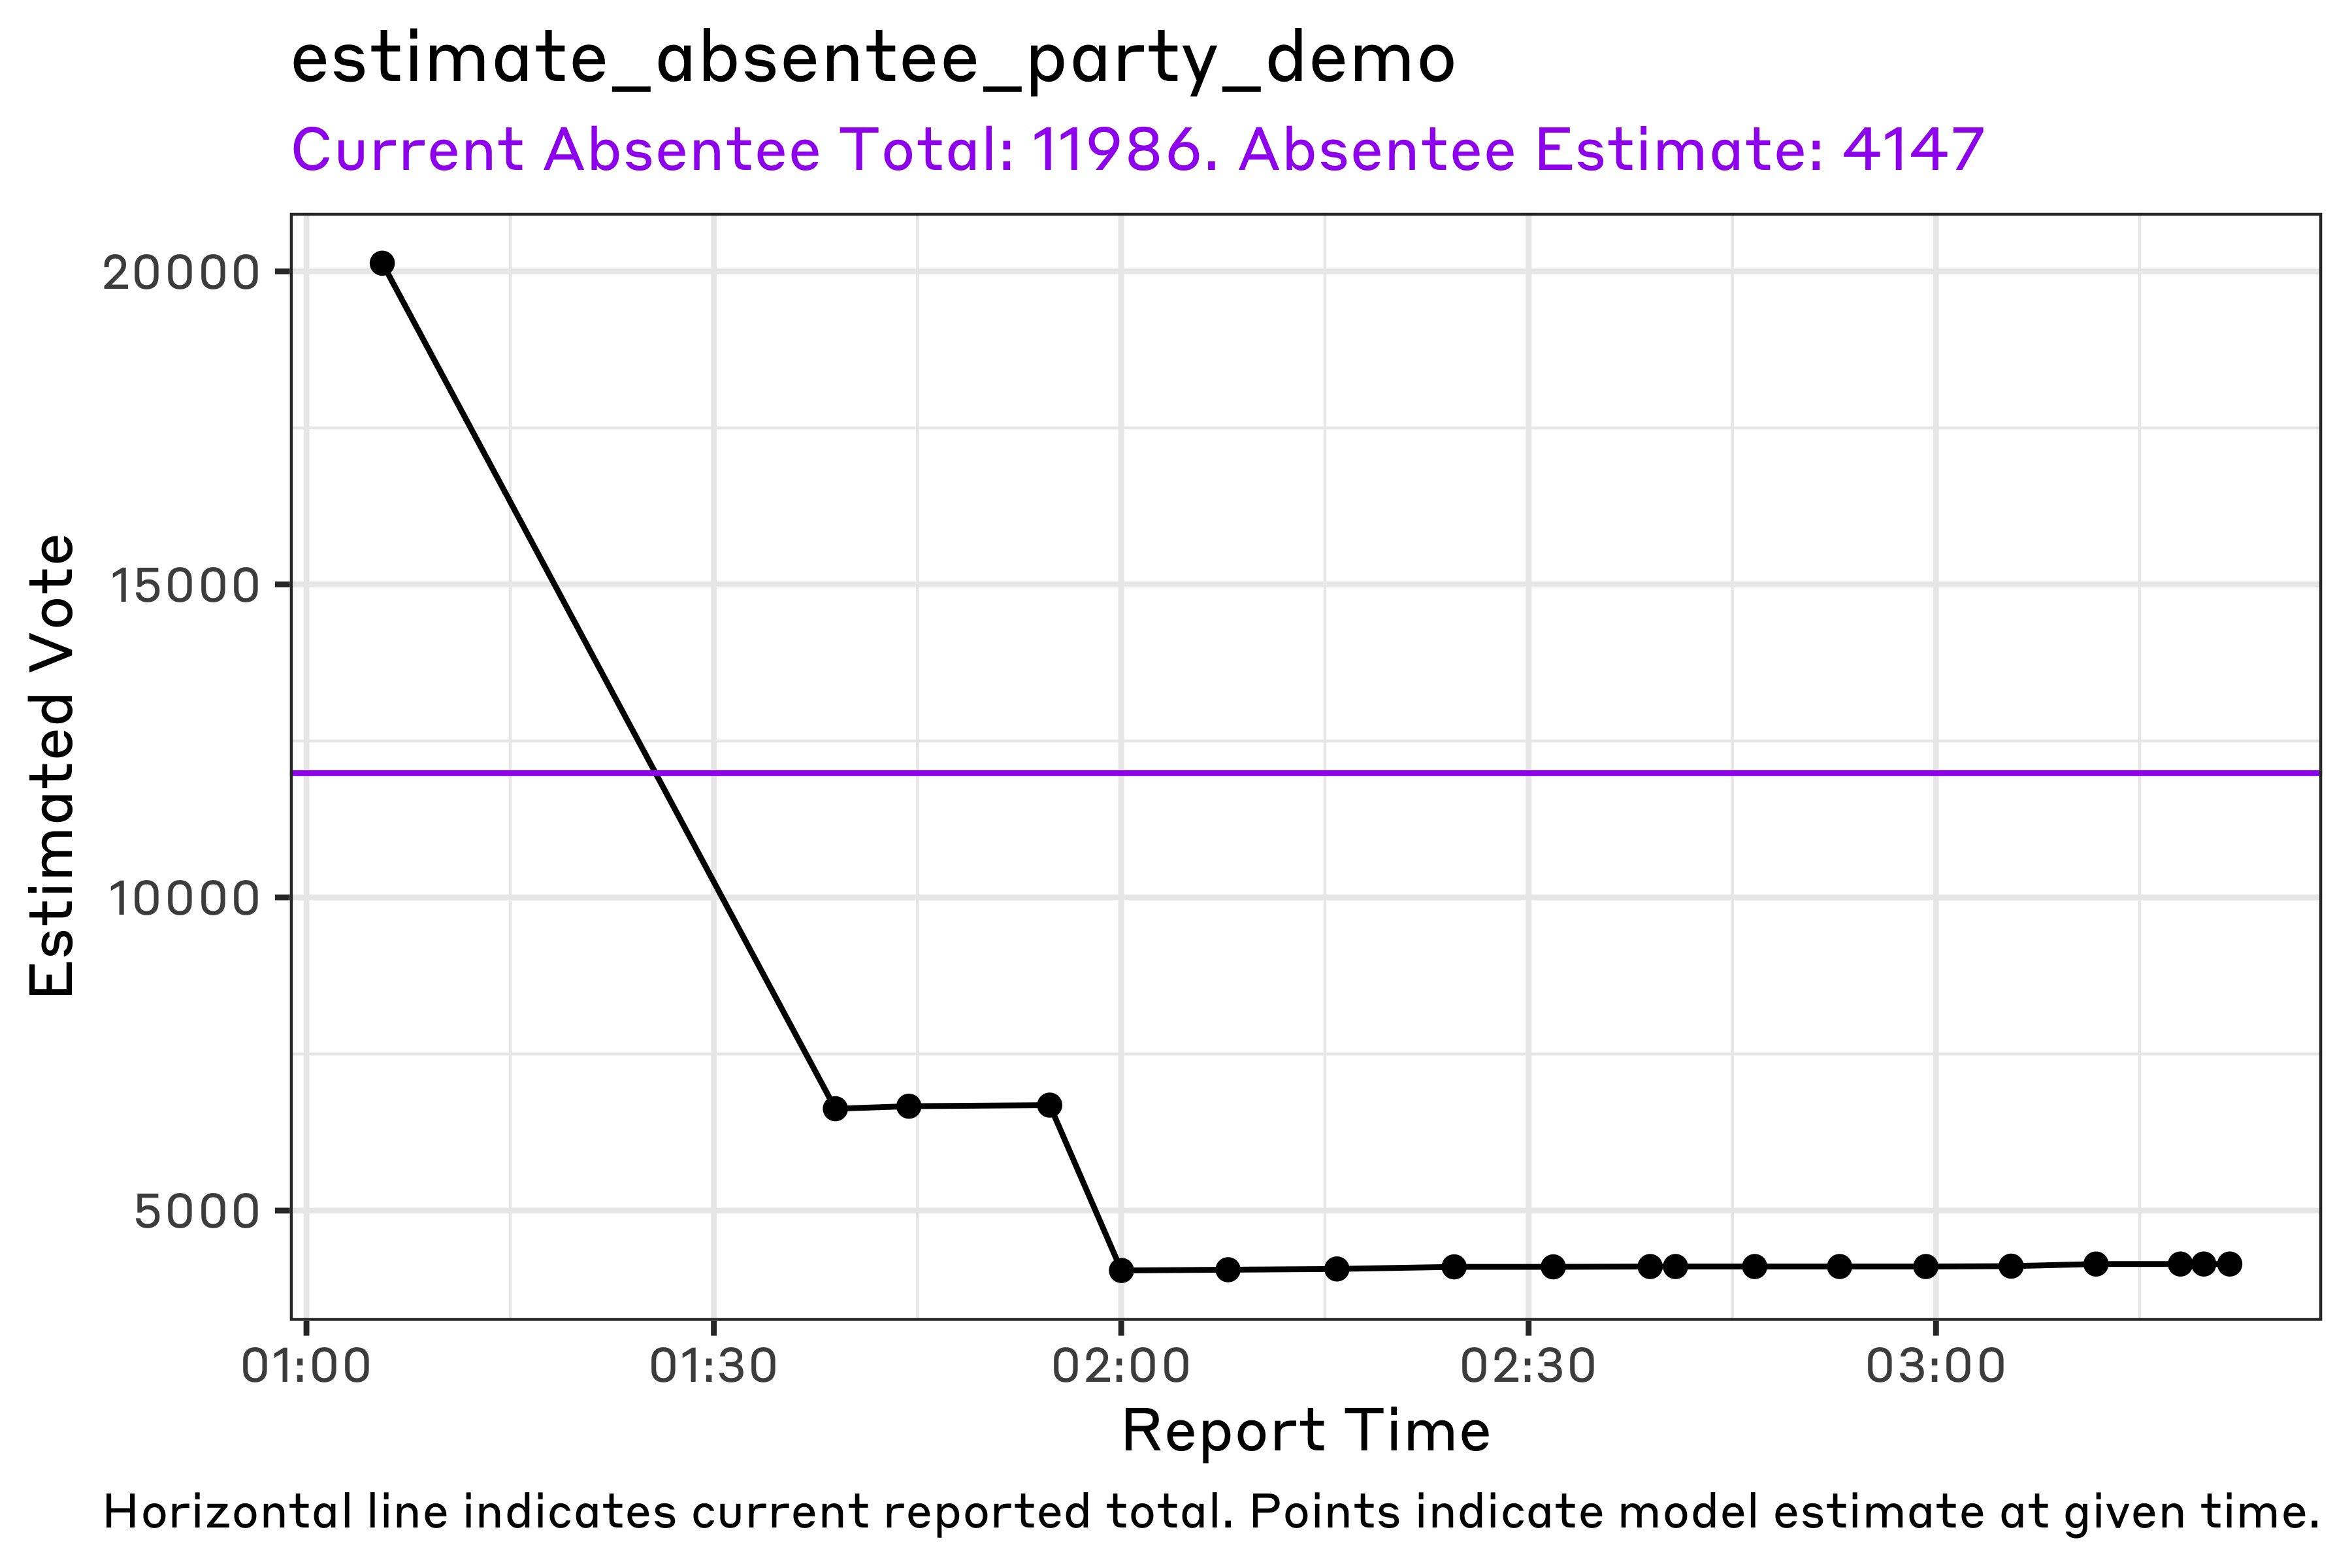 estimate_absentee_party_demo
Current Absentee Total: 11986. Absentee Estimate: 4147
Estimated Vote
20000
15000
10000
5000
01:00 01:30 02:00 02:30 03:00
Report Time
Horizontal line indicates current reported total. Points indicate model estimate at given time.